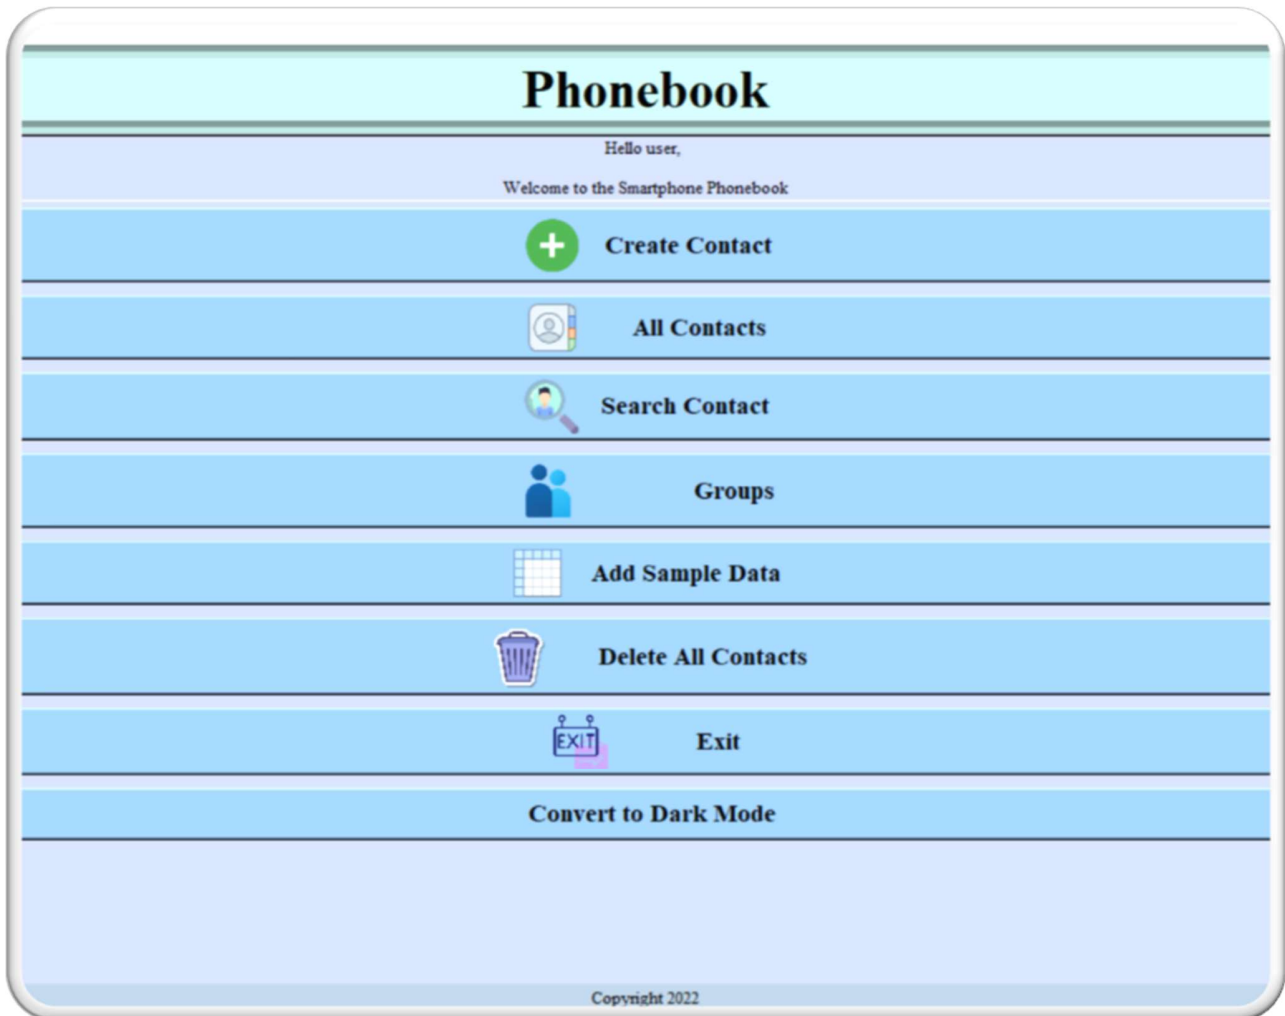 Phonebook
Hello user,
Welcome to the Smartphone Phonebook
Create Contact
All Contacts
Search Contact
Groups
Add Sample Data
Delete All Contacts
EXIT Exit
Convert to Dark Mode
Copyright 2022